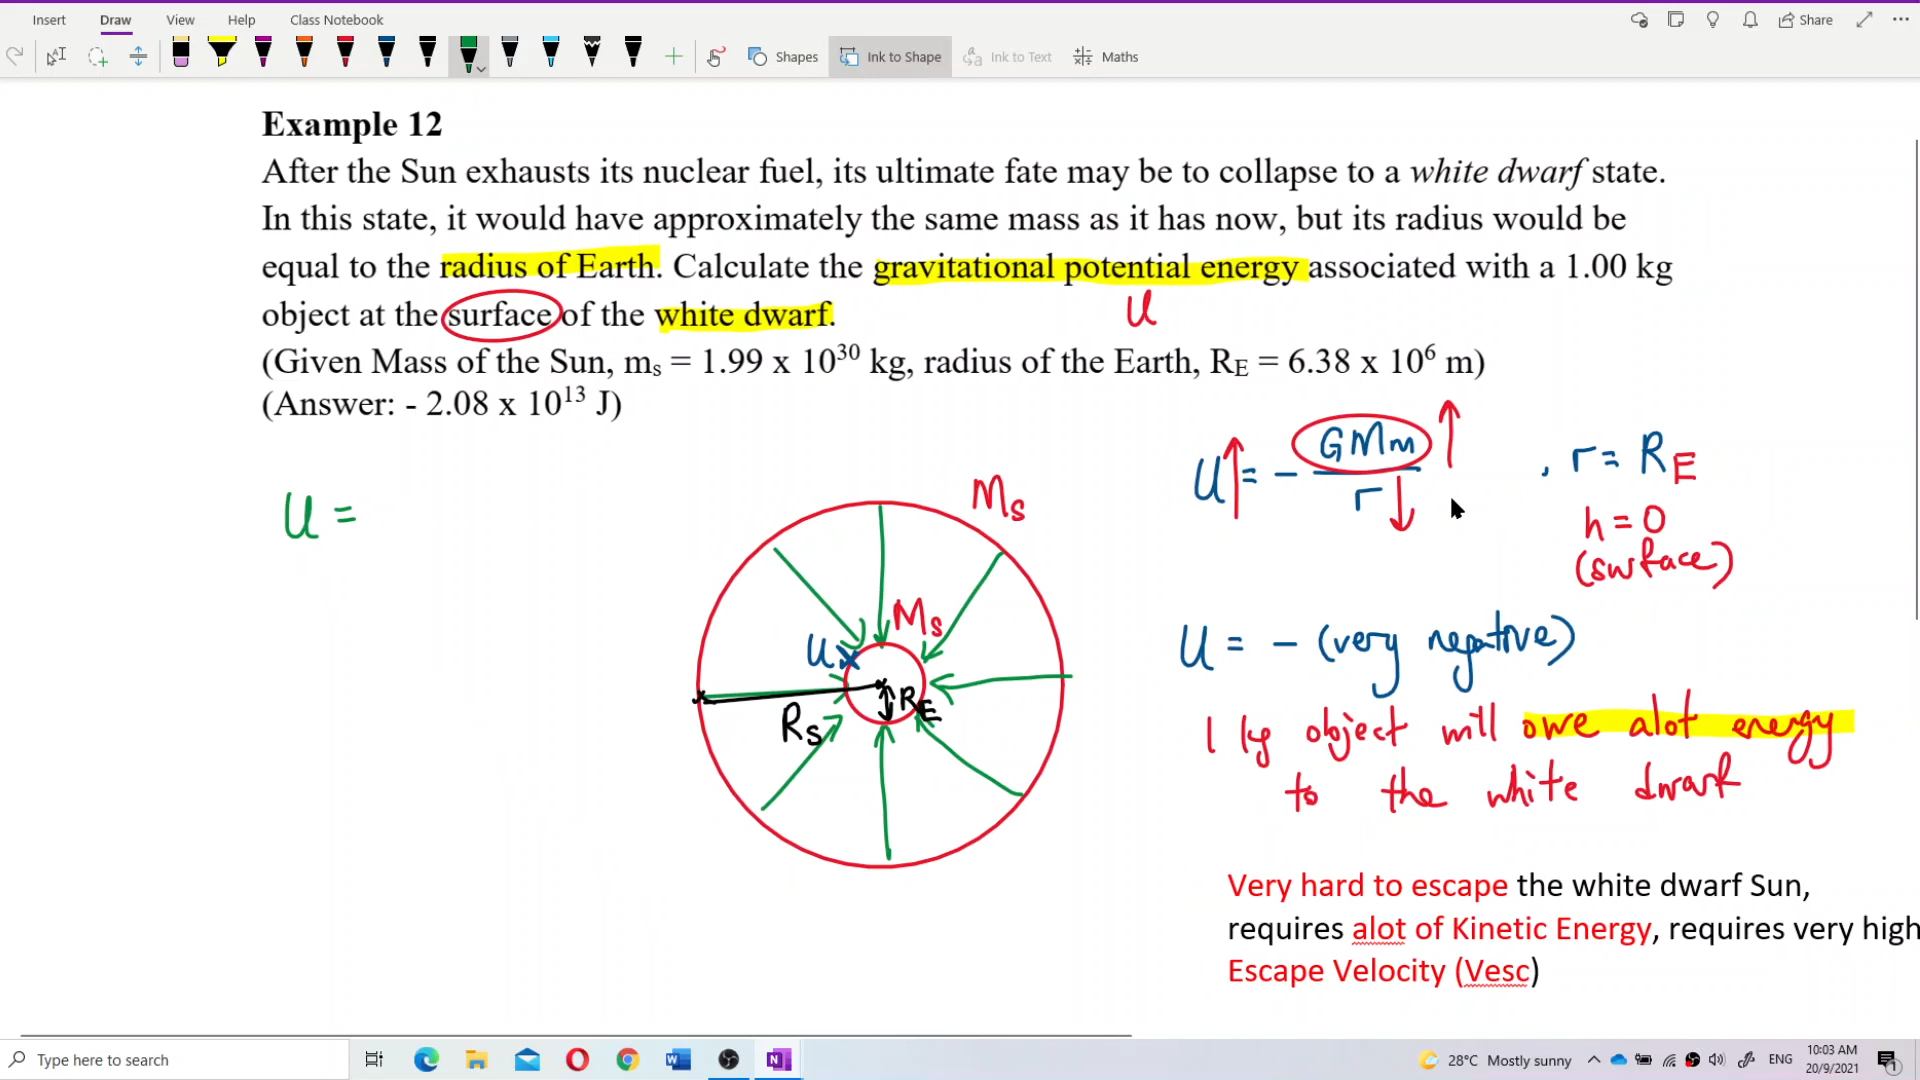 Insert Draw View Help Class Notebook Share
Shapes Ink to Shape Ink to Text Maths
Example 12
After the Sun exhausts its nuclear fuel, its ultimate fate may be to collapse to a white dwarf state.
In this state, it would have approximately the same mass as it has now, but its radius would be
equal to the radius of Earth. Calculate the gravitational potential energy associated with a 1.00 kg
object at the surface of the white dwarf.
U
(Given Mass of the Sun, mₛ = 1.99 x 10³⁰ kg, radius of the Earth, R_E = 6.38 x 10⁶ m)
(Answer: - 2.08 x 10¹³ J)
U = - GMm / r , r = R_E
h = 0
(surface)
U =
Ms
Ms
U
R_E
Rs
U = - (very negative)
1 kg object will owe alot energy
to the white dwarf
Very hard to escape the white dwarf Sun,
requires alot of Kinetic Energy, requires very high
Escape Velocity (Vesc)
Type here to search
28°C Mostly sunny
ENG
10:03 AM
20/9/2021
1